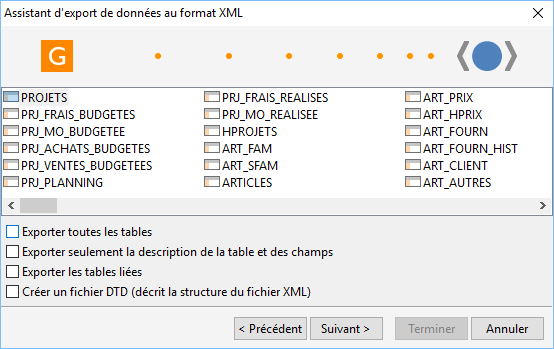 Assistant d'export de données au format XML
G
PROJETS
PRJ_FRAIS_BUDGETES
PRJ_MO_BUDGETEE
PRJ_ACHATS_BUDGETES
PRJ_VENTES_BUDGETEES
PRJ_PLANNING
PRJ_FRAIS_REALISES
PRJ_MO_REALISEE
HPROJETS
ART_FAM
ART_SFAM
ARTICLES
ART_PRIX
ART_HPRIX
ART_FOURN
ART_FOURN_HIST
ART_CLIENT
ART_AUTRES
Exporter toutes les tables
Exporter seulement la description de la table et des champs
Exporter les tables liées
Créer un fichier DTD (décrit la structure du fichier XML)
< Précédent
Suivant >
Terminer
Annuler